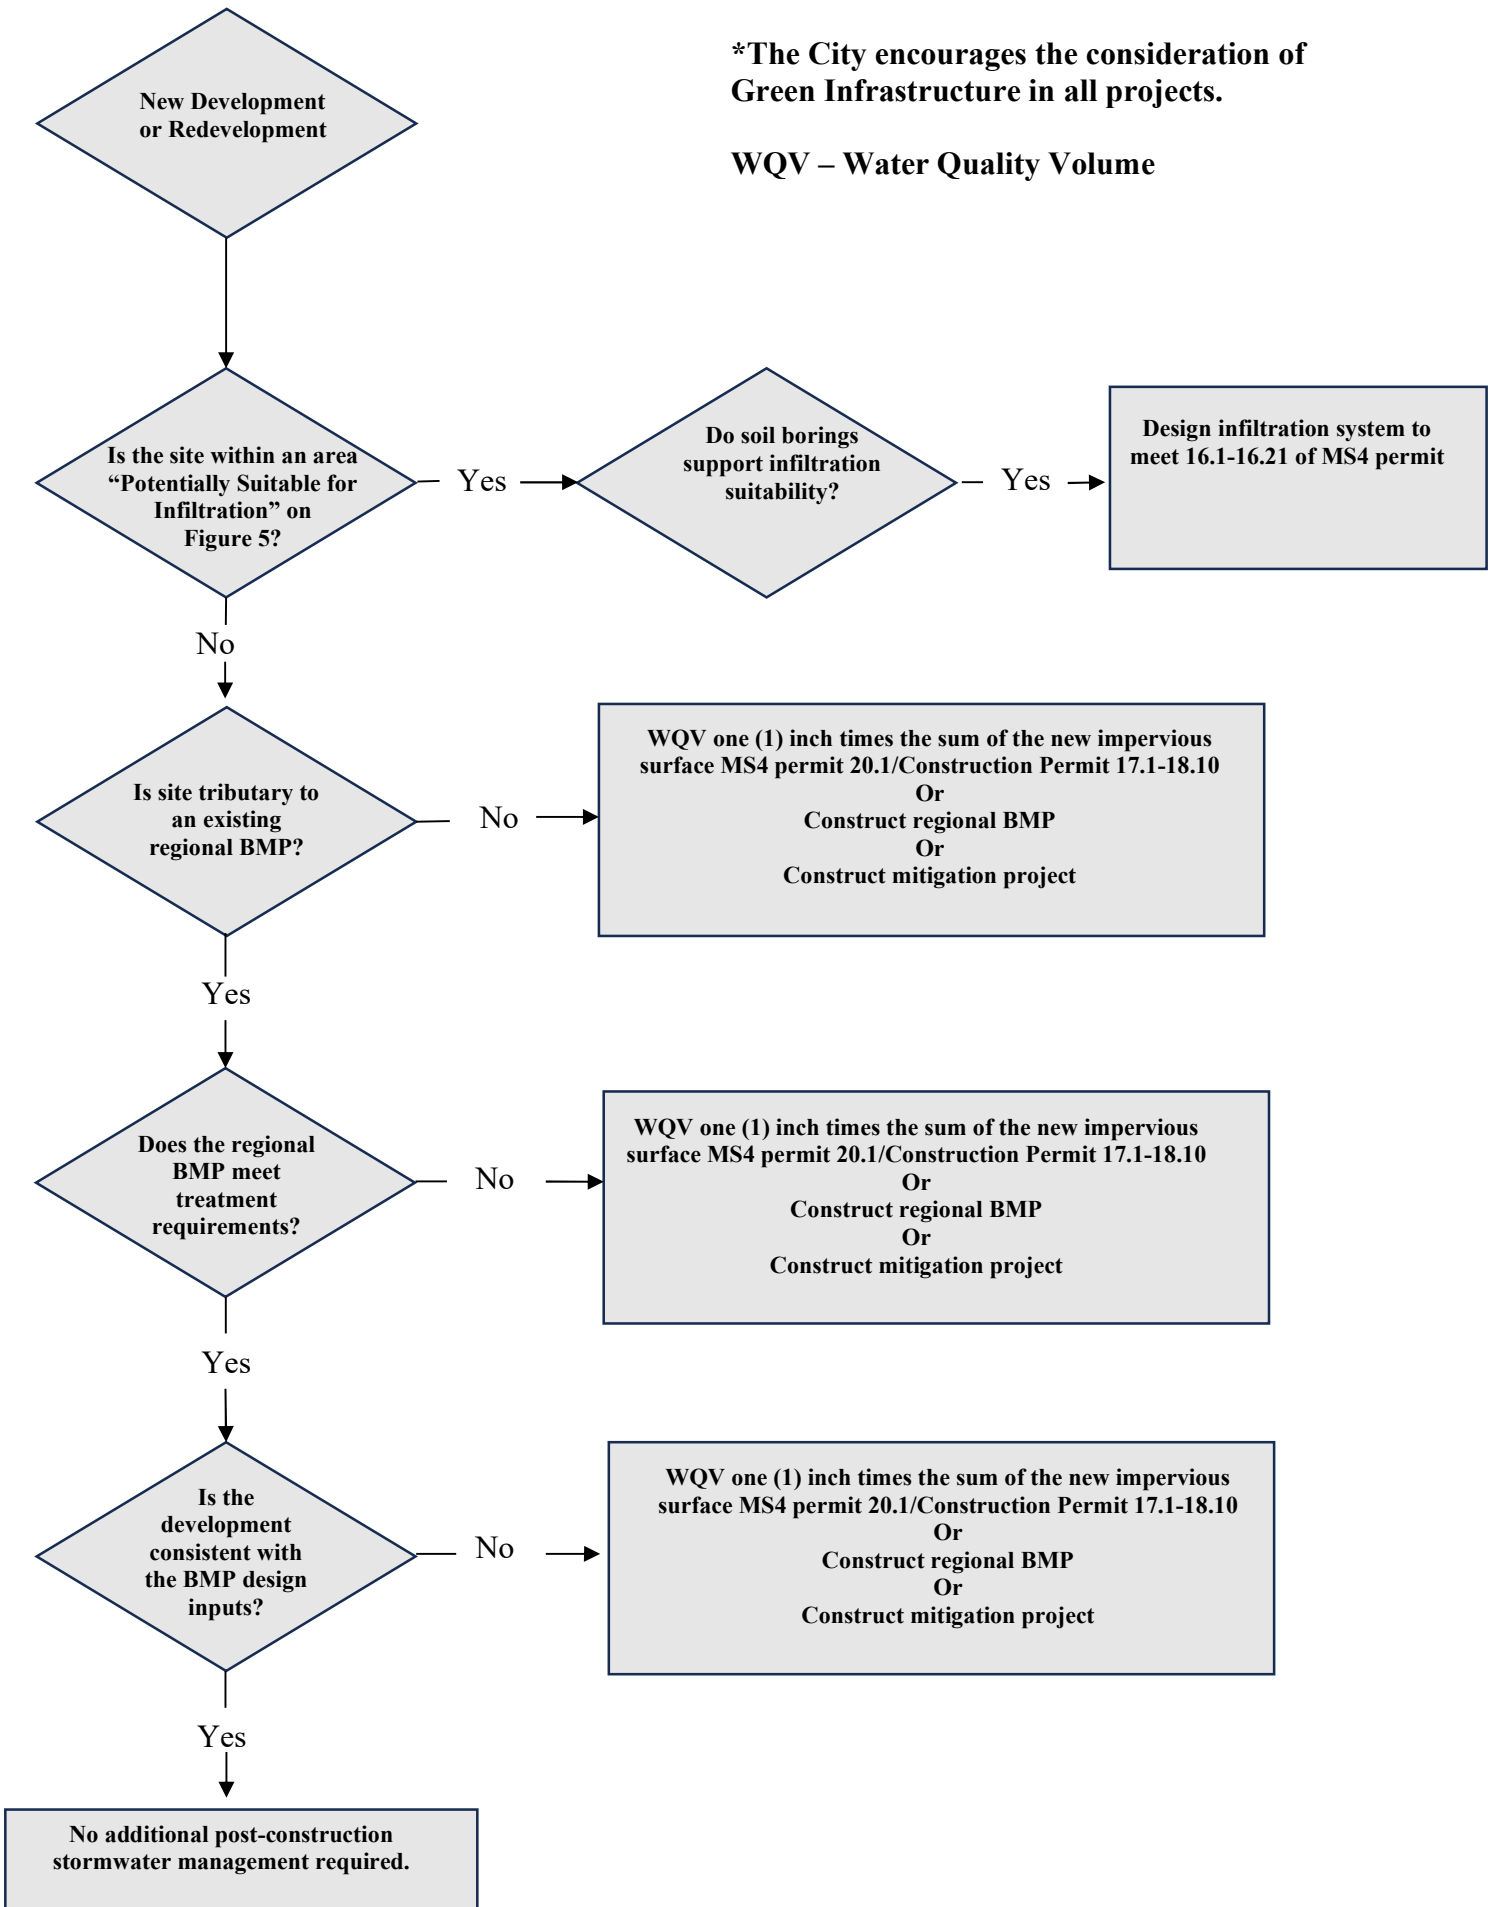 *The City encourages the consideration of
Green Infrastructure in all projects.
WQV – Water Quality Volume
New Development
or Redevelopment
Is the site within an area
“Potentially Suitable for
Infiltration” on
Figure 5?
Yes
Do soil borings
support infiltration
suitability?
Yes
Design infiltration system to
meet 16.1-16.21 of MS4 permit
No
Is site tributary to
an existing
regional BMP?
No
WQV one (1) inch times the sum of the new impervious
surface MS4 permit 20.1/Construction Permit 17.1-18.10
Or
Construct regional BMP
Or
Construct mitigation project
Yes
Does the regional
BMP meet
treatment
requirements?
No
WQV one (1) inch times the sum of the new impervious
surface MS4 permit 20.1/Construction Permit 17.1-18.10
Or
Construct regional BMP
Or
Construct mitigation project
Yes
Is the
development
consistent with
the BMP design
inputs?
No
WQV one (1) inch times the sum of the new impervious
surface MS4 permit 20.1/Construction Permit 17.1-18.10
Or
Construct regional BMP
Or
Construct mitigation project
Yes
No additional post-construction
stormwater management required.